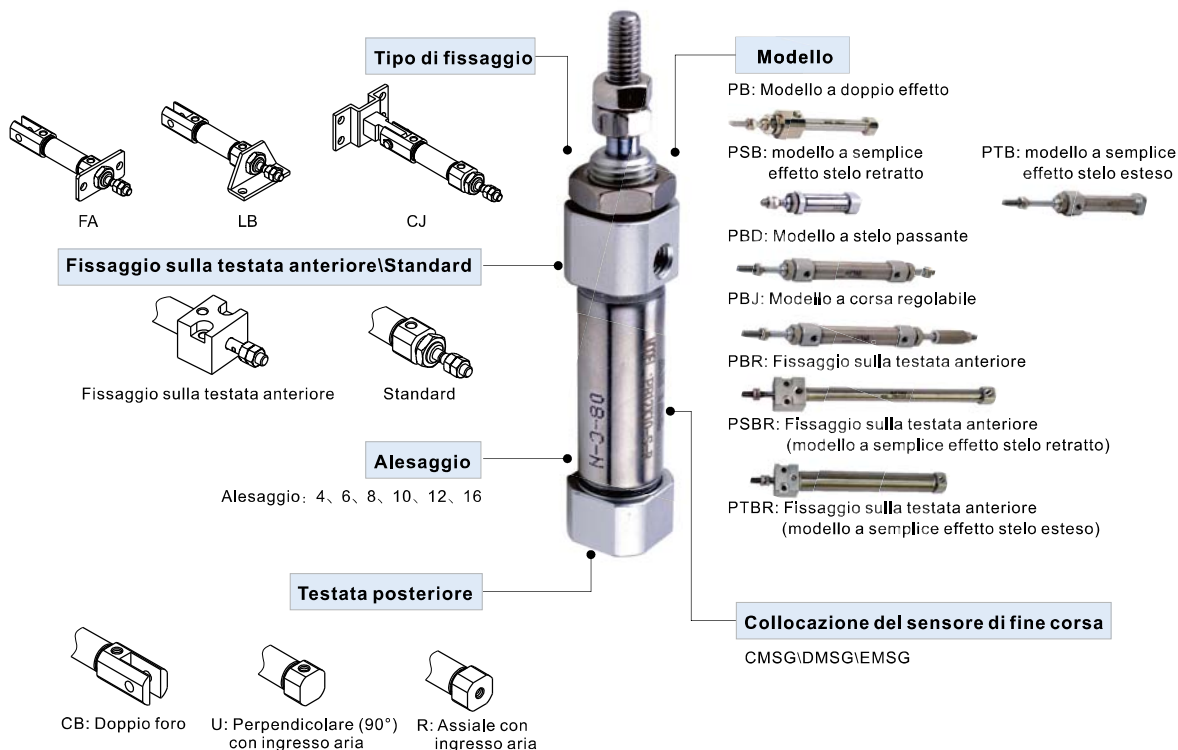 Tipo di fissaggio
FA
LB
CJ
Fissaggio sulla testata anteriore\Standard
Fissaggio sulla testata anteriore
Standard
Alesaggio
Alesaggio: 4、6、8、10、12、16
Testata posteriore
CB: Doppio foro
U: Perpendicolare (90°)
con ingresso aria
R: Assiale con
ingresso aria
N-C-80
Modello
PB: Modello a doppio effetto
PSB: modello a semplice
effetto stelo retratto
PTB: modello a semplice
effetto stelo esteso
PBD: Modello a stelo passante
PBJ: Modello a corsa regolabile
PBR: Fissaggio sulla testata anteriore
PSBR: Fissaggio sulla testata anteriore
(modello a semplice effetto stelo retratto)
PTBR: Fissaggio sulla testata anteriore
(modello a semplice effetto stelo esteso)
Collocazione del sensore di fine corsa
CMSG\DMSG\EMSG